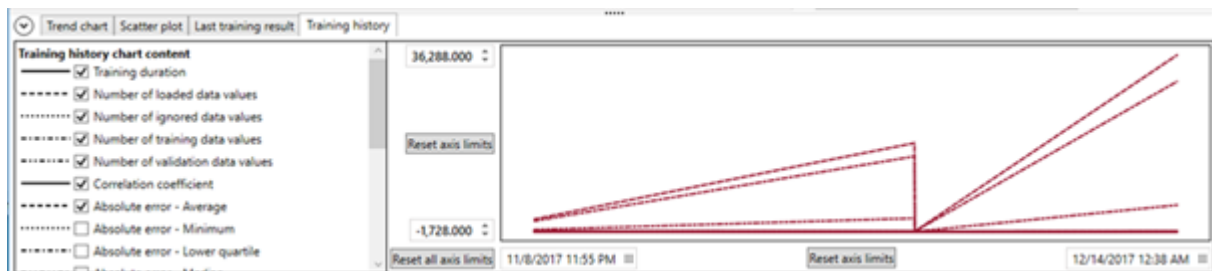 Trend chart Scatter plot Last training result Training history
Training history chart content
Training duration
Number of loaded data values
Number of ignored data values
Number of training data values
Number of validation data values
Correlation coefficient
Absolute error - Average
Absolute error - Minimum
Absolute error - Lower quartile
36,288.000
Reset axis limits
-1,728.000
Reset all axis limits 11/8/2017 11:55 PM Reset axis limits 12/14/2017 12:38 AM